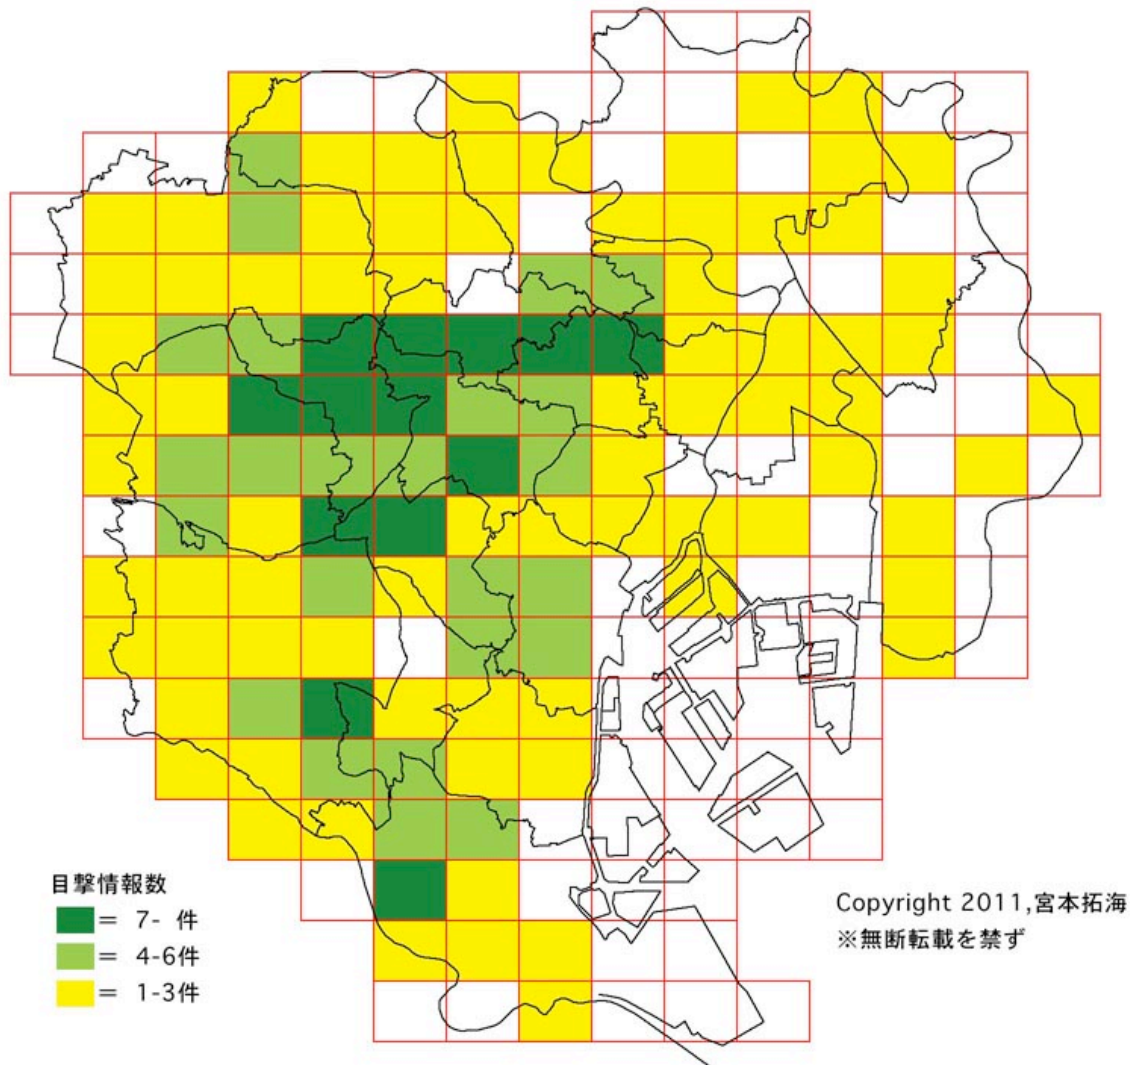 目撃情報数
= 7- 件
= 4-6件
= 1-3件
Copyright 2011,宮本拓海
※無断転載を禁ず